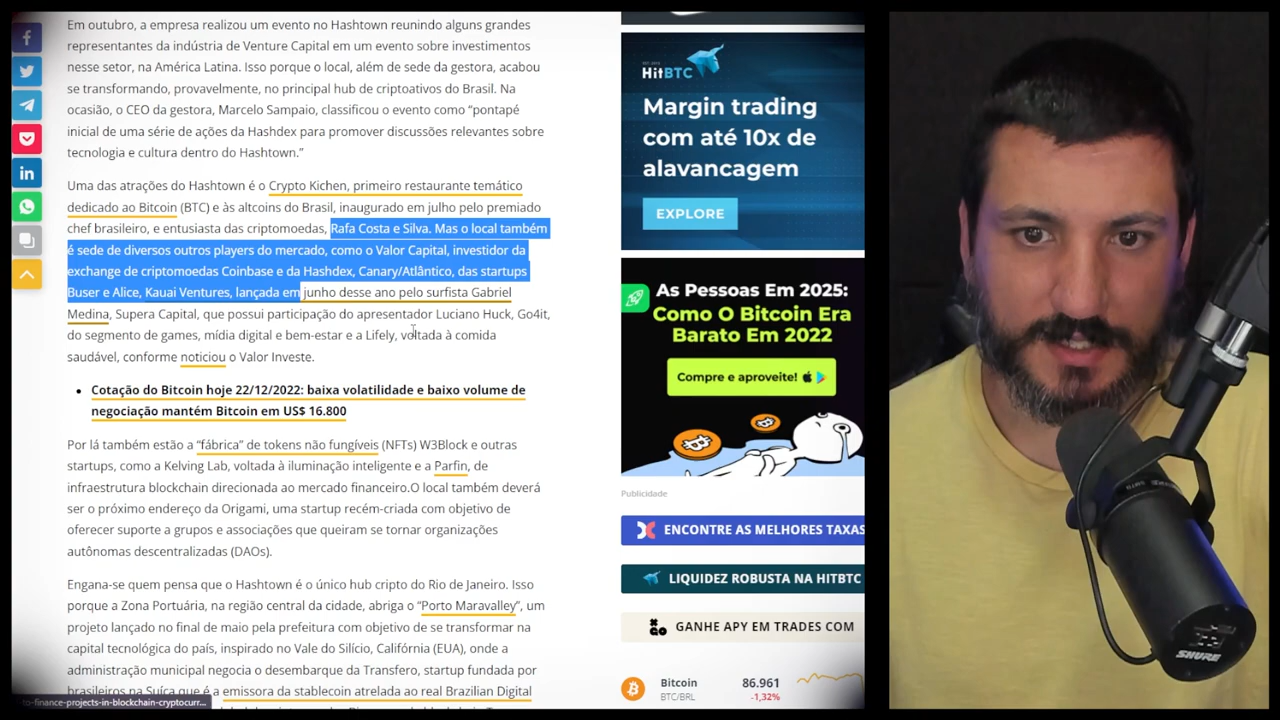 Em outubro, a empresa realizou um evento no Hashtown reunindo alguns grandes
representantes da indústria de Venture Capital em um evento sobre investimentos
nesse setor, na América Latina. Isso porque o local, além de sede da gestora, acabou
se transformando, provavelmente, no principal hub de criptoativos do Brasil. Na
ocasião, o CEO da gestora, Marcelo Sampaio, classificou o evento como “pontapé
inicial de uma série de ações da Hashdex para promover discussões relevantes sobre
tecnologia e cultura dentro do Hashtown.”
Uma das atrações do Hashtown é o Crypto Kichen, primeiro restaurante temático
dedicado ao Bitcoin (BTC) e às altcoins do Brasil, inaugurado em julho pelo premiado
chef brasileiro, e entusiasta das criptomoedas, Rafa Costa e Silva. Mas o local também
é sede de diversos outros players do mercado, como o Valor Capital, investidor da
exchange de criptomoedas Coinbase e da Hashdex, Canary/Atlântico, das startups
Buser e Alice, Kauai Ventures, lançada em junho desse ano pelo surfista Gabriel
Medina, Supera Capital, que possui participação do apresentador Luciano Huck, Go4it,
do segmento de games, mídia digital e bem-estar e a Lifely, voltada à comida
saudável, conforme noticiou o Valor Investe.
• Cotação do Bitcoin hoje 22/12/2022: baixa volatilidade e baixo volume de
negociação mantém Bitcoin em US$ 16.800
Por lá também estão a “fábrica” de tokens não fungíveis (NFTs) W3Block e outras
startups, como a Kelving Lab, voltada à iluminação inteligente e a Parfin, de
infraestrutura blockchain direcionada ao mercado financeiro.O local também deverá
ser o próximo endereço da Origami, uma startup recém-criada com objetivo de
oferecer suporte a grupos e associações que queiram se tornar organizações
autônomas descentralizadas (DAOs).
Engana-se quem pensa que o Hashtown é o único hub cripto do Rio de Janeiro. Isso
porque a Zona Portuária, na região central da cidade, abriga o “Porto Maravalley”, um
projeto lançado no final de maio pela prefeitura com objetivo de se transformar na
capital tecnológica do país, inspirado no Vale do Silício, Califórnia (EUA), onde a
administração municipal negocia o desembarque da Transfero, startup fundada por
brasileiros na Suíça que é a emissora da stablecoin atrelada ao real Brazilian Digital
to-finance-projects-in-blockchain-cryptocurr...
HitBTC
Margin trading
com até 10x de
alavancagem
EXPLORE
As Pessoas Em 2025:
Como O Bitcoin Era
Barato Em 2022
Compre e aproveite!
Publicidade
ENCONTRE AS MELHORES TAXAS
LIQUIDEZ ROBUSTA NA HITBTC
GANHE APY EM TRADES COM
Bitcoin 86.961
BTC/BRL -1,32%
SHURE